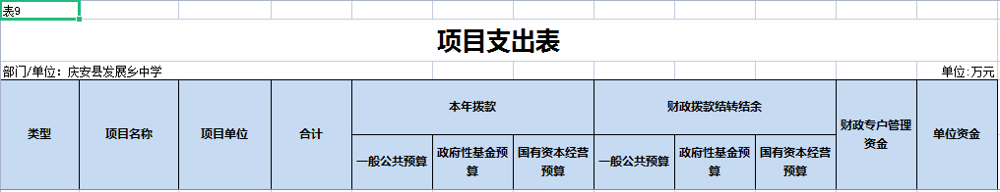 表9
项目支出表
部门/单位：庆安县发展乡中学 单位:万元
类型 项目名称 项目单位 合计 本年拨款 财政拨款结转结余 财政专户管理资金 单位资金
一般公共预算 政府性基金预算 国有资本经营预算 一般公共预算 政府性基金预算 国有资本经营预算